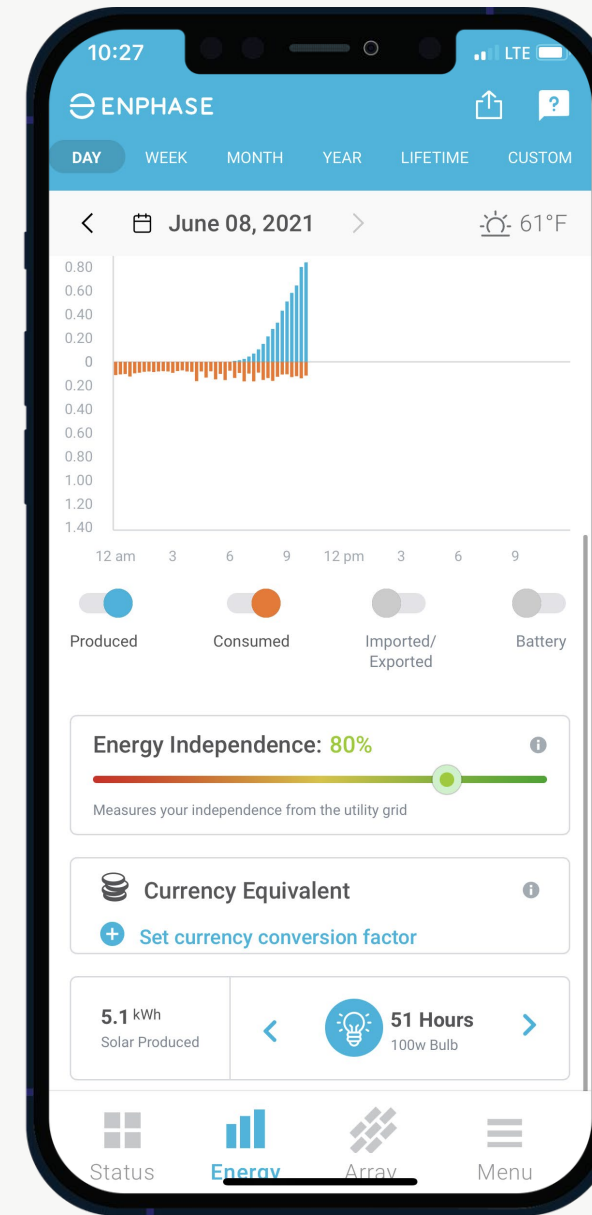 10:27
LTE
ENPHASE
?
DAY WEEK MONTH YEAR LIFETIME CUSTOM
June 08, 2021
61°F
0.80
0.60
0.40
0.20
0
0.20
0.40
0.60
0.80
1.00
1.20
1.40
12 am 3 6 9 12 pm 3 6 9
Produced Consumed Imported/ Battery
Exported
Energy Independence: 80%
i
Measures your independence from the utility grid
Currency Equivalent
i
+ Set currency conversion factor
5.1 kWh
Solar Produced
51 Hours
100w Bulb
Status Energy Array Menu